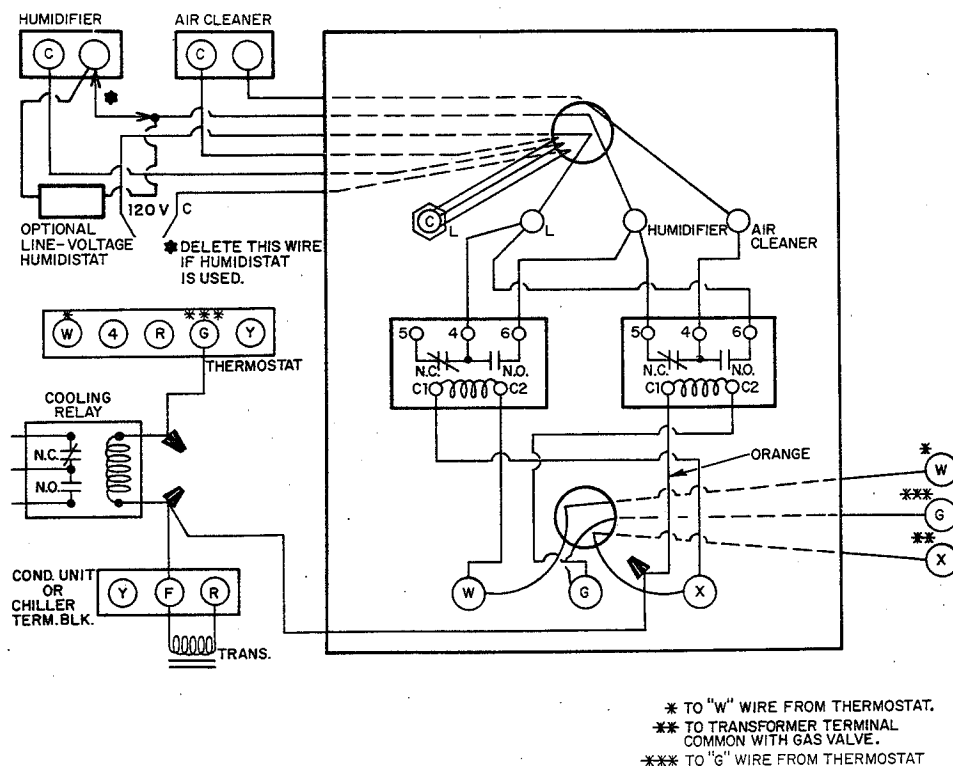 HUMIDIFIER
AIR CLEANER
C
C
✱
120V C
OPTIONAL
LINE-VOLTAGE
HUMIDISTAT
✱ DELETE THIS WIRE
IF HUMIDISTAT
IS USED.
C
L
L
HUMIDIFIER
AIR
CLEANER
5 4 6
N.C. N.O.
C1 C2
5 4 6
N.C. N.O.
C1 C2
* ***
W 4 R G Y
THERMOSTAT
COOLING
RELAY
N.C.
N.O.
ORANGE
*
W
***
G
**
X
W G X
COND. UNIT
OR
CHILLER
TERM. BLK.
Y F R
TRANS.
* TO "W" WIRE FROM THERMOSTAT.
** TO TRANSFORMER TERMINAL
COMMON WITH GAS VALVE.
*** TO "G" WIRE FROM THERMOSTAT